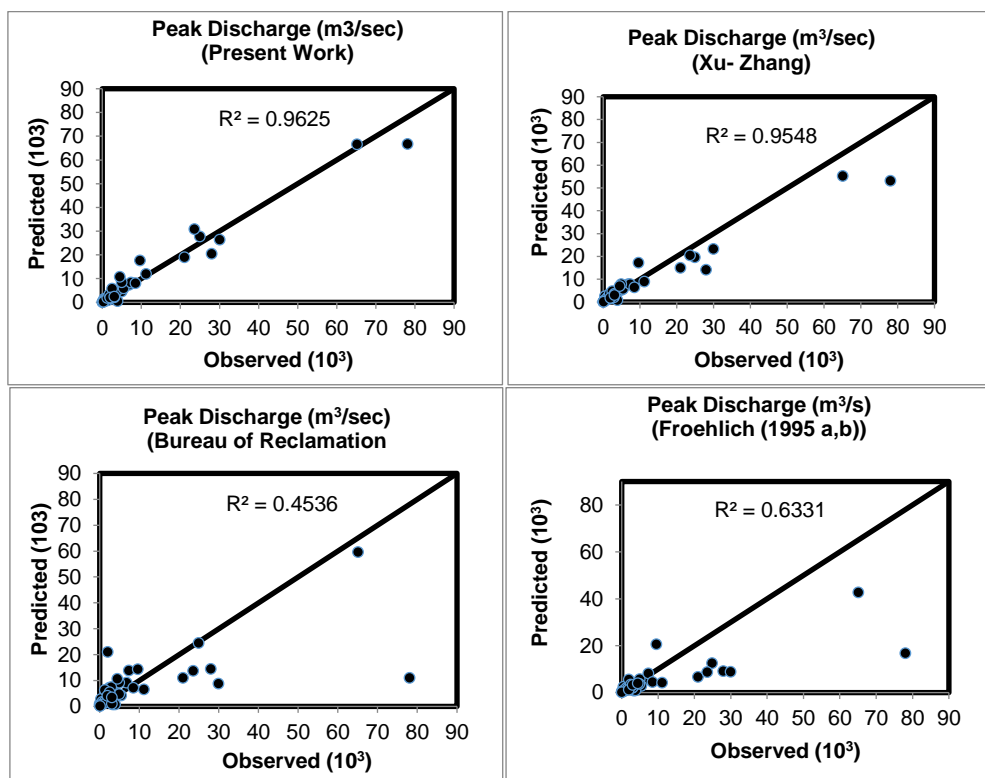 Peak Discharge (m3/sec)
(Present Work)
R² = 0.9625
90
80
70
60
50
40
30
20
10
0
Predicted (103)
0 10 20 30 40 50 60 70 80 90
Observed (10³)
Peak Discharge (m³/sec)
(Xu- Zhang)
R² = 0.9548
90
80
70
60
50
40
30
20
10
0
Predicted (10³)
0 10 20 30 40 50 60 70 80 90
Observed (10³)
Peak Discharge (m³/sec)
(Bureau of Reclamation
R² = 0.4536
90
80
70
60
50
40
30
20
10
0
Predicted (103)
0 10 20 30 40 50 60 70 80 90
Observed (10³)
Peak Discharge (m³/s)
(Froehlich (1995 a,b))
R² = 0.6331
80
60
40
20
0
Predicted (10³)
0 10 20 30 40 50 60 70 80 90
Observed (10³)